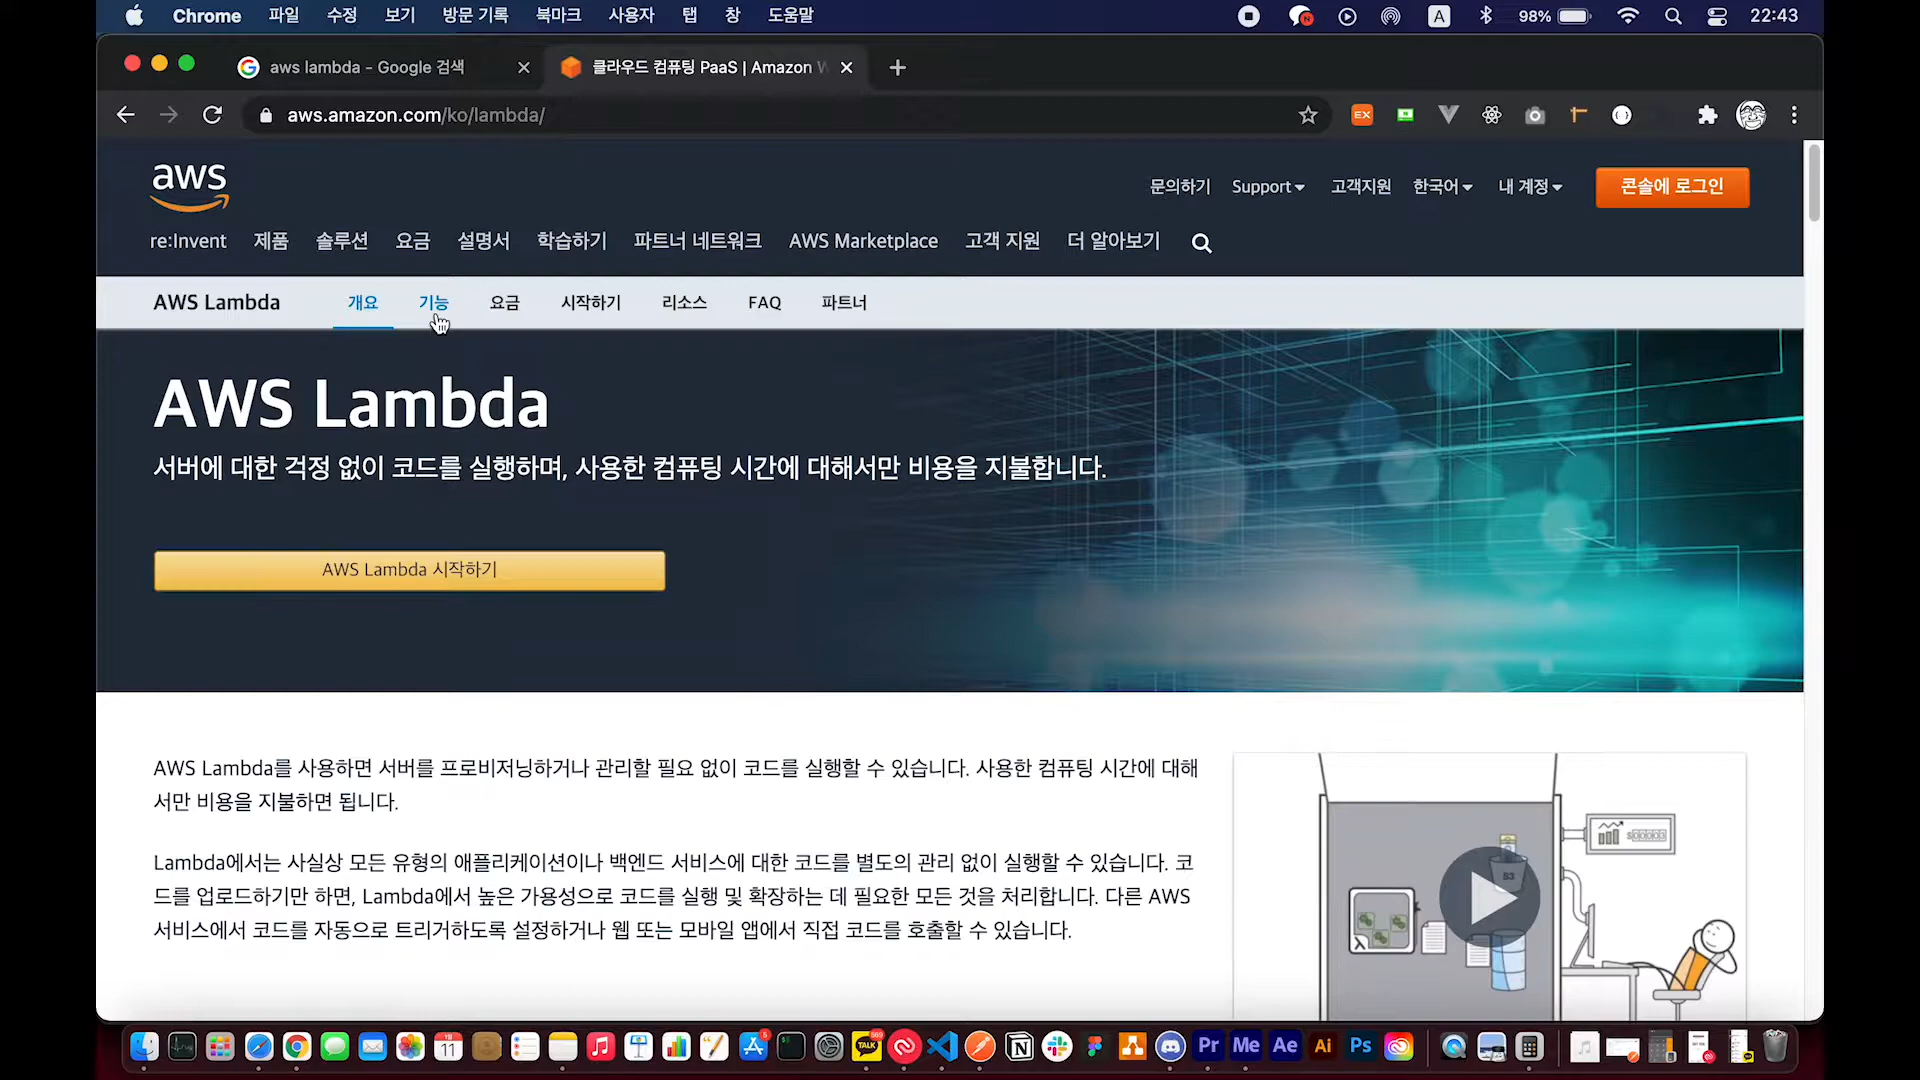 Chrome 파일 수정 보기 방문 기록 북마크 사용자 탭 창 도움말 A 98% 22:43
aws lambda - Google 검색 클라우드 컴퓨팅 PaaS | Amazon W
aws.amazon.com/ko/lambda/ EX
aws
문의하기 Support 고객지원 한국어 내 계정 콘솔에 로그인
re:Invent 제품 솔루션 요금 설명서 학습하기 파트너 네트워크 AWS Marketplace 고객 지원 더 알아보기
AWS Lambda 개요 기능 요금 시작하기 리소스 FAQ 파트너
AWS Lambda
서버에 대한 걱정 없이 코드를 실행하며, 사용한 컴퓨팅 시간에 대해서만 비용을 지불합니다.
AWS Lambda 시작하기
AWS Lambda를 사용하면 서버를 프로비저닝하거나 관리할 필요 없이 코드를 실행할 수 있습니다. 사용한 컴퓨팅 시간에 대해
서만 비용을 지불하면 됩니다.
Lambda에서는 사실상 모든 유형의 애플리케이션이나 백엔드 서비스에 대한 코드를 별도의 관리 없이 실행할 수 있습니다. 코
드를 업로드하기만 하면, Lambda에서 높은 가용성으로 코드를 실행 및 확장하는 데 필요한 모든 것을 처리합니다. 다른 AWS
서비스에서 코드를 자동으로 트리거하도록 설정하거나 웹 또는 모바일 앱에서 직접 코드를 호출할 수 있습니다.
B3
11 5 TALK Pr Me Ae Ai Ps